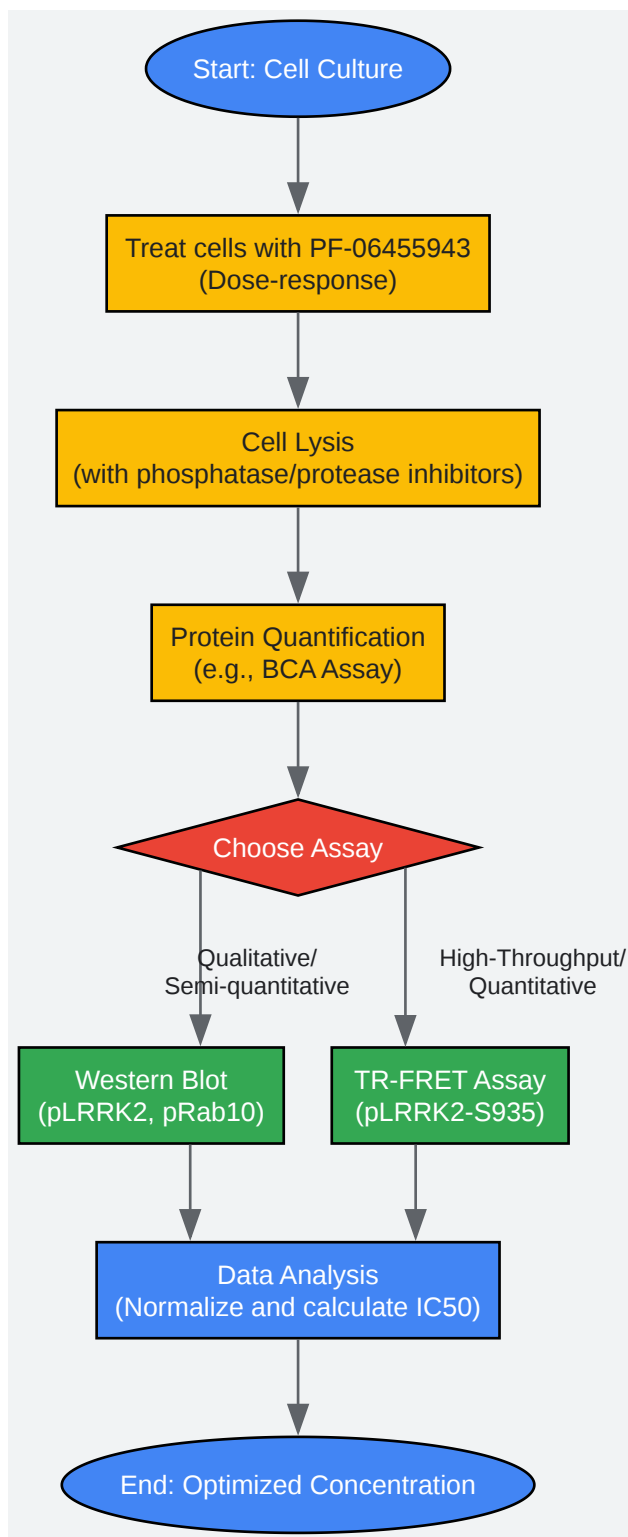 Start: Cell Culture
Treat cells with PF-06455943
(Dose-response)
Cell Lysis
(with phosphatase/protease inhibitors)
Protein Quantification
(e.g., BCA Assay)
Choose Assay
Qualitative/
Semi-quantitative
High-Throughput/
Quantitative
Western Blot
(pLRRK2, pRab10)
TR-FRET Assay
(pLRRK2-S935)
Data Analysis
(Normalize and calculate IC50)
End: Optimized Concentration